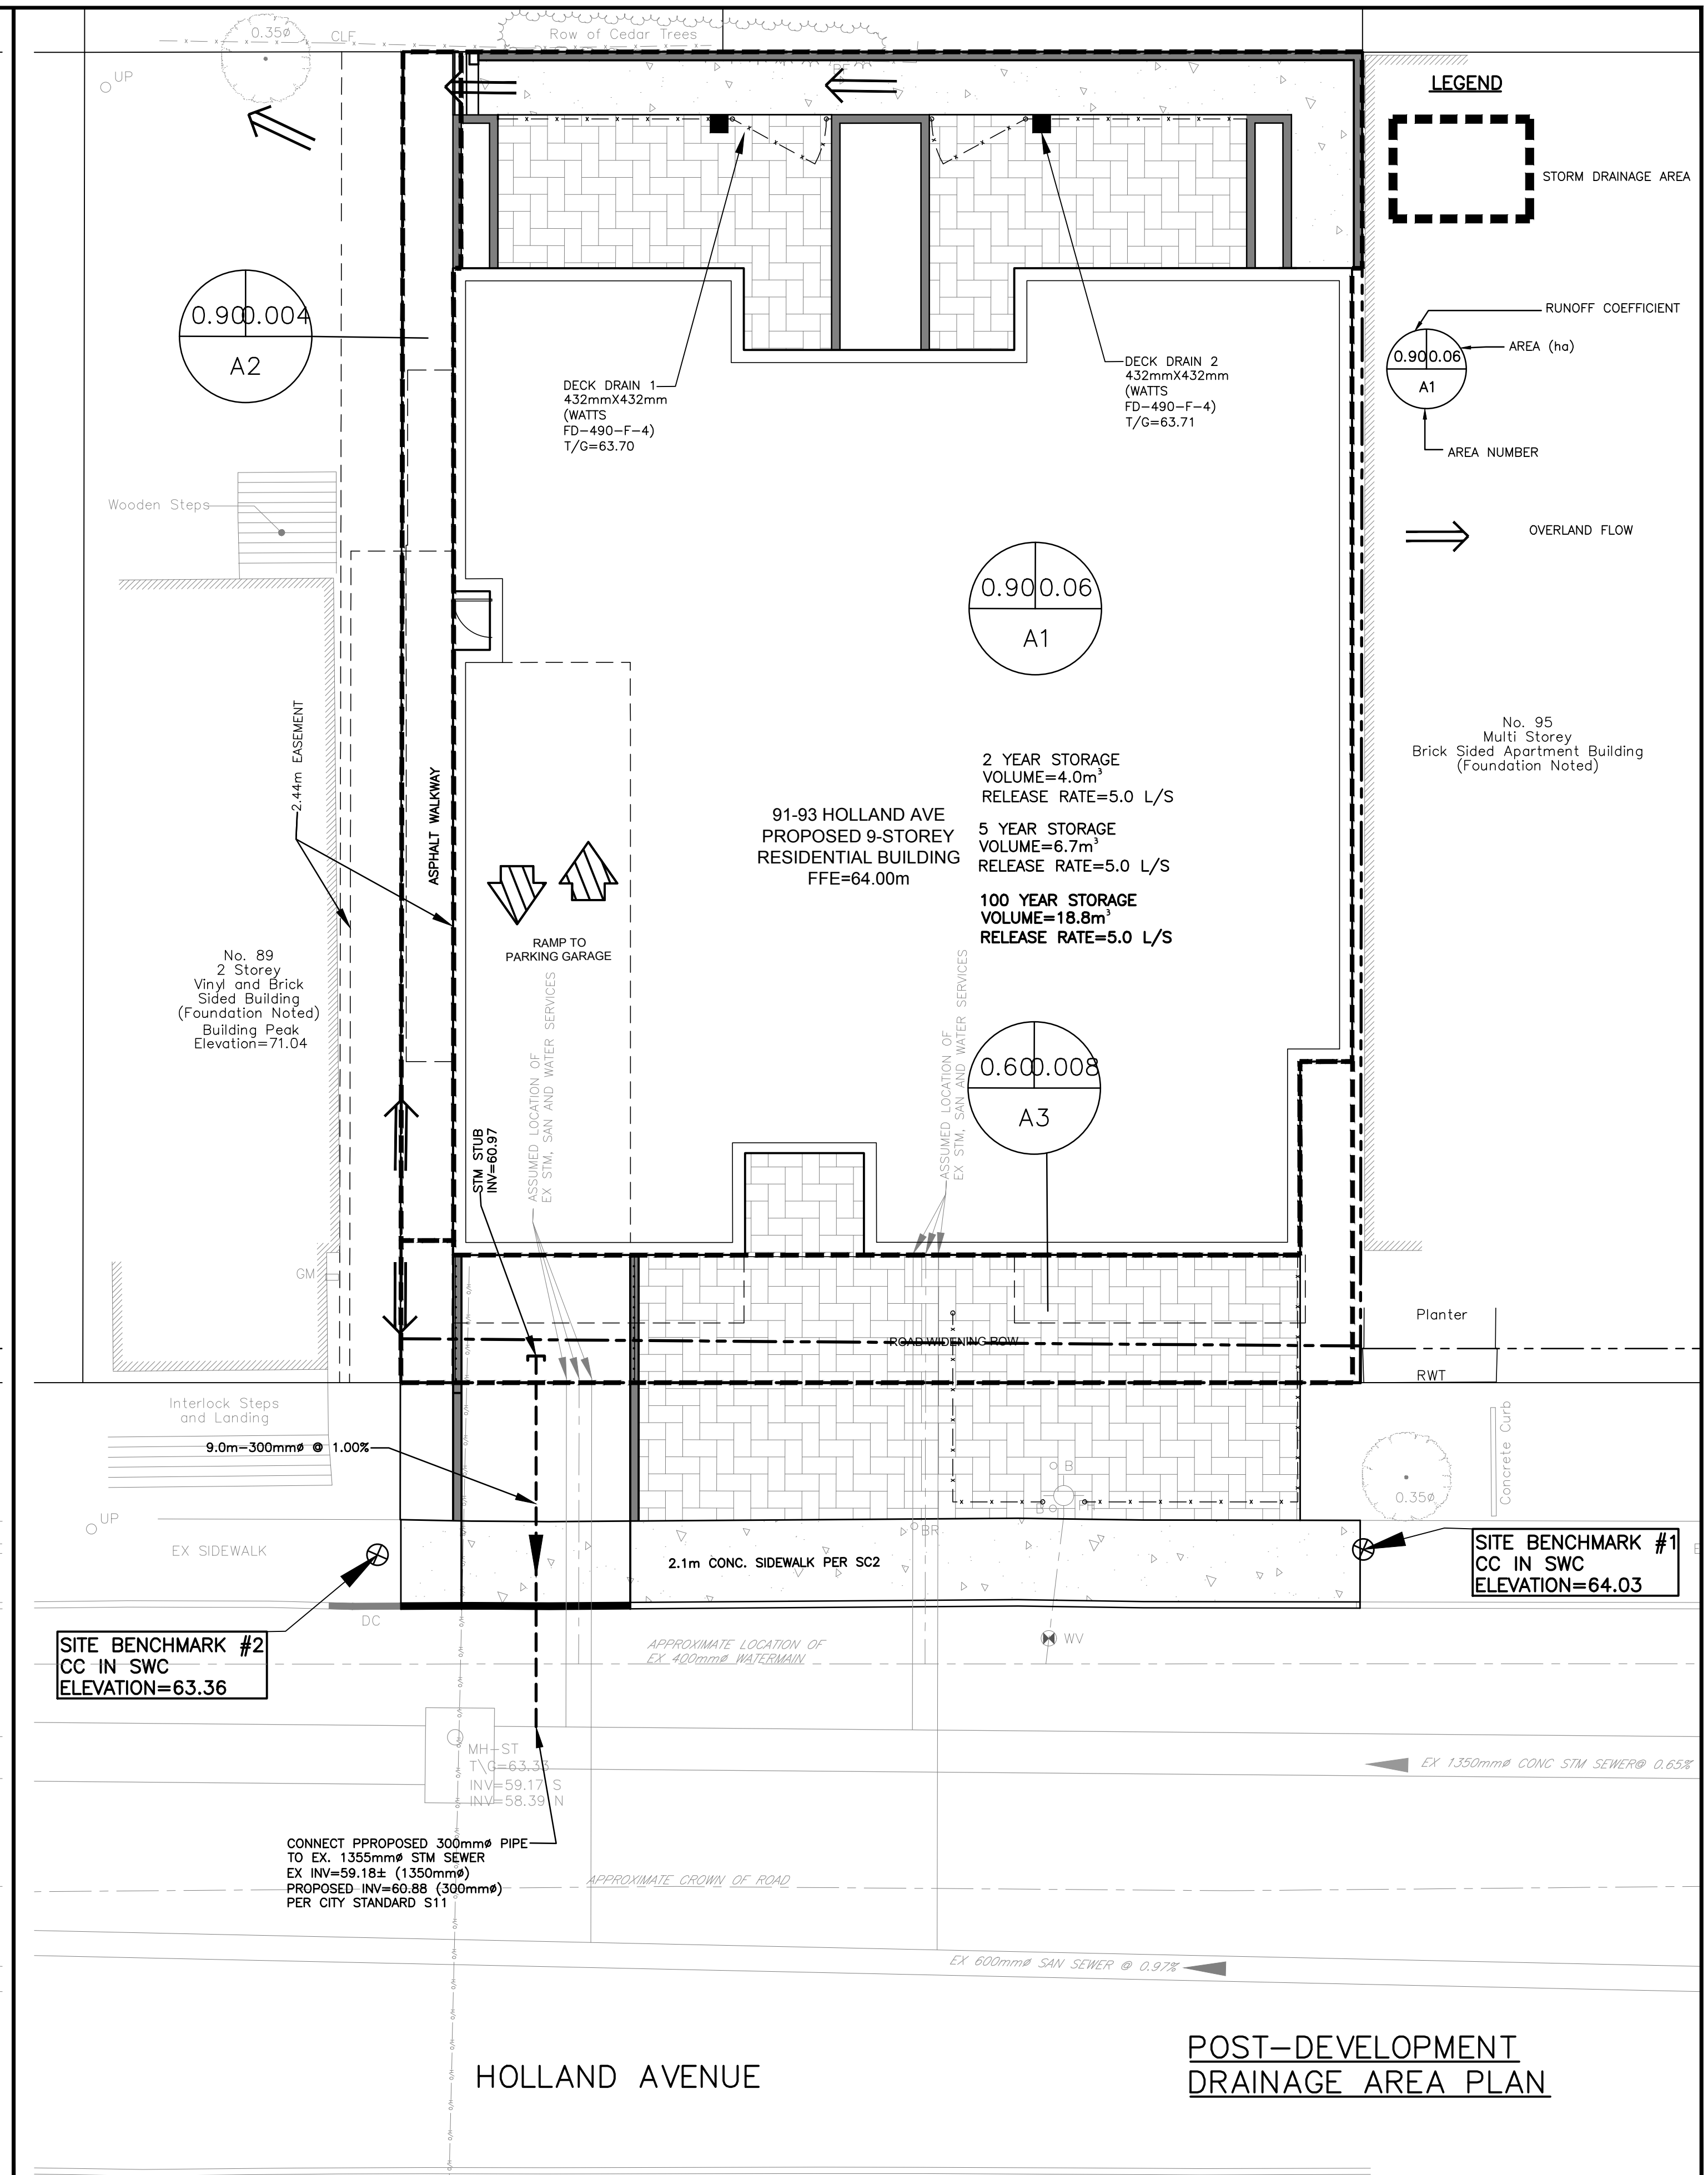 0.35ø
CLF
Row of Cedar Trees
UP
LEGEND
STORM DRAINAGE AREA
0.90 0.004
A2
RUNOFF COEFFICIENT
AREA (ha)
0.90 0.06
A1
AREA NUMBER
DECK DRAIN 1
432mmX432mm
(WATTS
FD-490-F-4)
T/G=63.70
DECK DRAIN 2
432mmX432mm
(WATTS
FD-490-F-4)
T/G=63.71
Wooden Steps
OVERLAND FLOW
0.90 0.06
A1
2.44m EASEMENT
ASPHALT WALKWAY
No. 95
Multi Storey
Brick Sided Apartment Building
(Foundation Noted)
2 YEAR STORAGE
VOLUME=4.0m³
RELEASE RATE=5.0 L/S
91-93 HOLLAND AVE
PROPOSED 9-STOREY
RESIDENTIAL BUILDING
FFE=64.00m
5 YEAR STORAGE
VOLUME=6.7m³
RELEASE RATE=5.0 L/S
100 YEAR STORAGE
VOLUME=18.8m³
RELEASE RATE=5.0 L/S
RAMP TO
PARKING GARAGE
No. 89
2 Storey
Vinyl and Brick
Sided Building
(Foundation Noted)
Building Peak
Elevation=71.04
ASSUMED LOCATION OF
EX STM, SAN AND WATER SERVICES
ASSUMED LOCATION OF
EX STM, SAN AND WATER SERVICES
0.60 0.008
A3
STM STUB
INV=60.97
GM
Planter
ROAD WIDENING ROW
RWT
Interlock Steps
and Landing
9.0m-300mmø @ 1.00%
B
B
FH
BR
0.35ø
Concrete Curb
UP
EX SIDEWALK
2.1m CONC. SIDEWALK PER SC2
SITE BENCHMARK #1
CC IN SWC
ELEVATION=64.03
DC
SITE BENCHMARK #2
CC IN SWC
ELEVATION=63.36
APPROXIMATE LOCATION OF
EX 400mmø WATERMAIN
WV
MH-ST
T\G=63.33
INV=59.17 S
INV=58.39 N
EX 1350mmø CONC STM SEWER@ 0.65%
CONNECT PPROPOSED 300mmø PIPE
TO EX. 1355mmø STM SEWER
EX INV=59.18± (1350mmø)
PROPOSED INV=60.88 (300mmø)
PER CITY STANDARD S11
APPROXIMATE CROWN OF ROAD
EX 600mmø SAN SEWER @ 0.97%
HOLLAND AVENUE
POST-DEVELOPMENT
DRAINAGE AREA PLAN